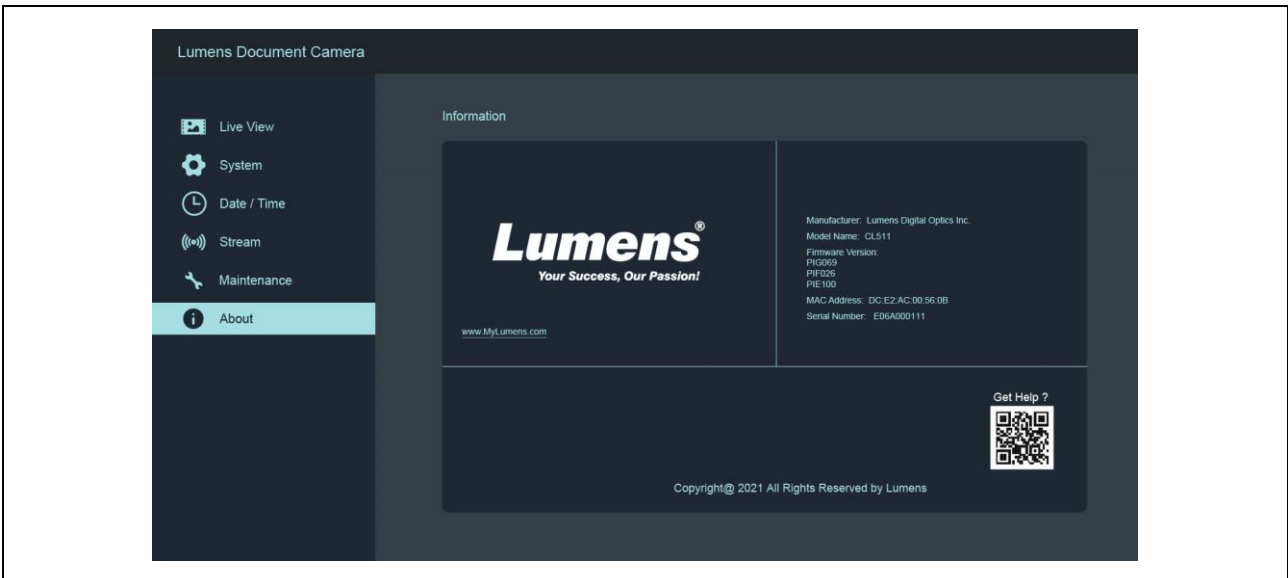 Lumens Document Camera
Live View
System
Date / Time
Stream
Maintenance
About
Information
Lumens®
Your Success, Our Passion!
www.MyLumens.com
Manufacturer: Lumens Digital Optics Inc.
Model Name: CL511
Firmware Version:
PIG069
PIF026
PIE100
MAC Address: DC:E2:AC:00:56:0B
Serial Number: E06A000111
Get Help ?
Copyright@ 2021 All Rights Reserved by Lumens